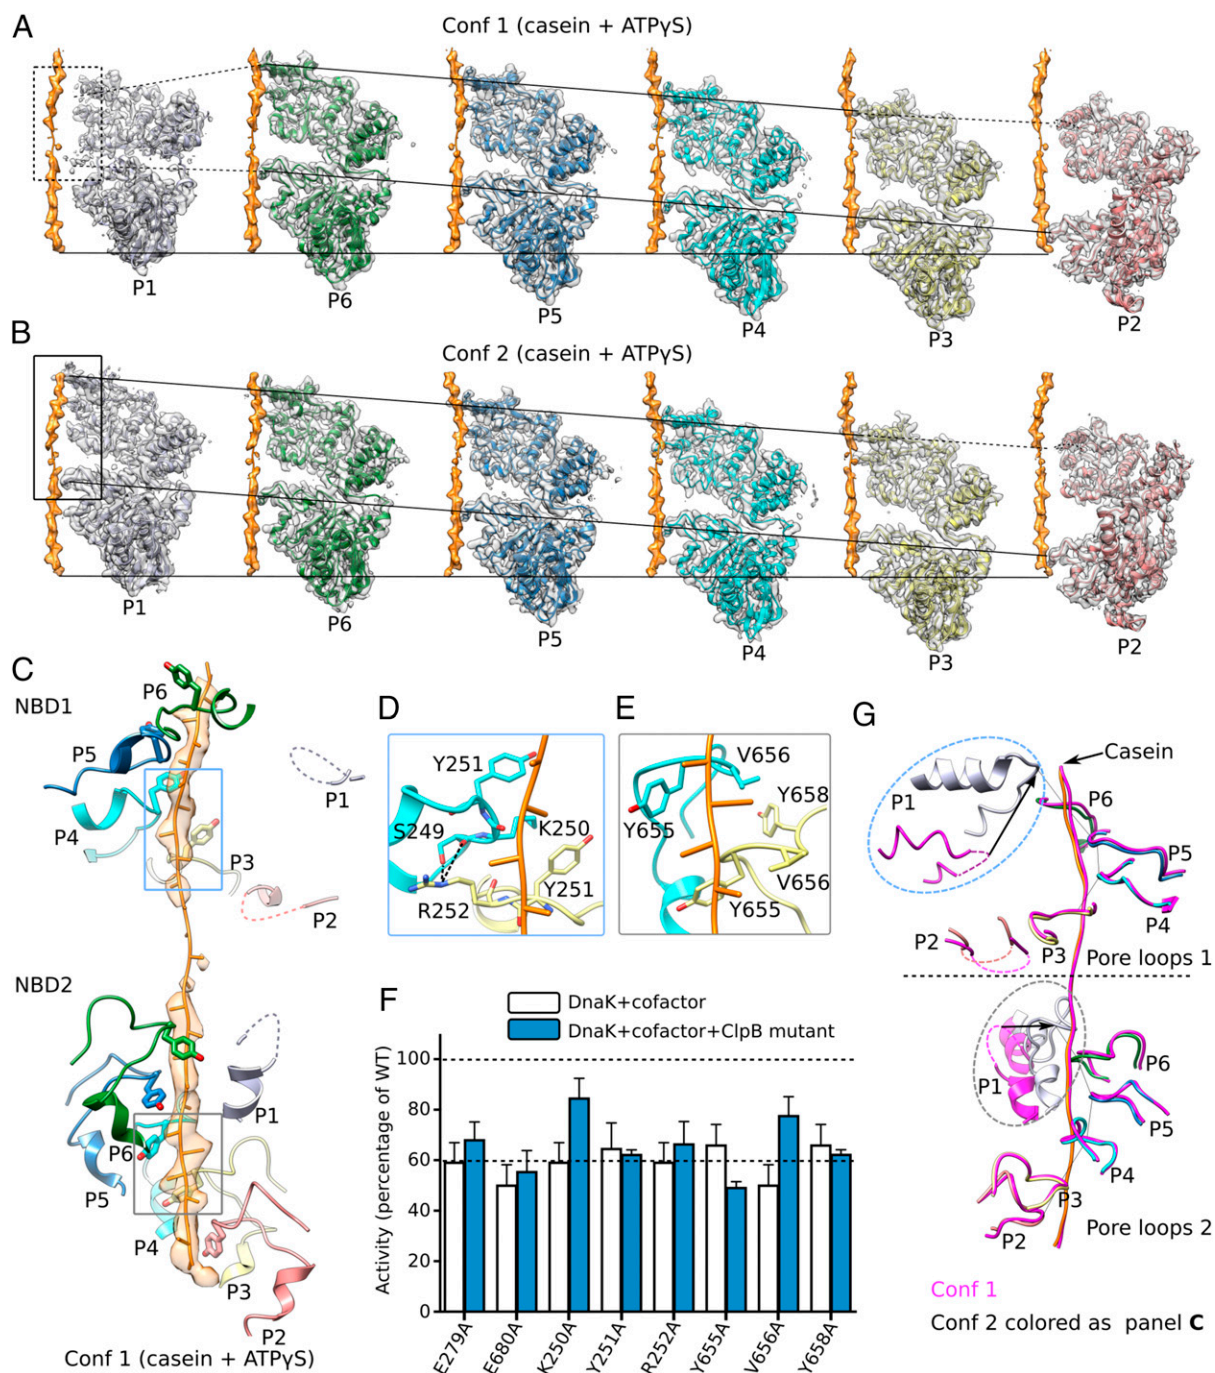 A
Conf 1 (casein + ATPγS)
P1
P6
P5
P4
P3
P2
B
Conf 2 (casein + ATPγS)
P1
P6
P5
P4
P3
P2
C
NBD1
P6
P5
P4
P3
P1
P2
NBD2
P6
P5
P4
P1
P3
P2
Conf 1 (casein + ATPγS)
D
Y251
S249
K250
Y251
R252
E
V656
Y658
Y655
V656
Y655
F
DnaK+cofactor
DnaK+cofactor+ClpB mutant
Activity (percentage of WT)
100
80
60
40
20
0
E279A
E680A
K250A
Y251A
R252A
Y655A
V656A
Y658A
G
Casein
P1
P6
P5
P4
P2
P3
Pore loops 1
P1
P6
P5
P4
P3
P2
Pore loops 2
Conf 1
Conf 2 colored as panel C